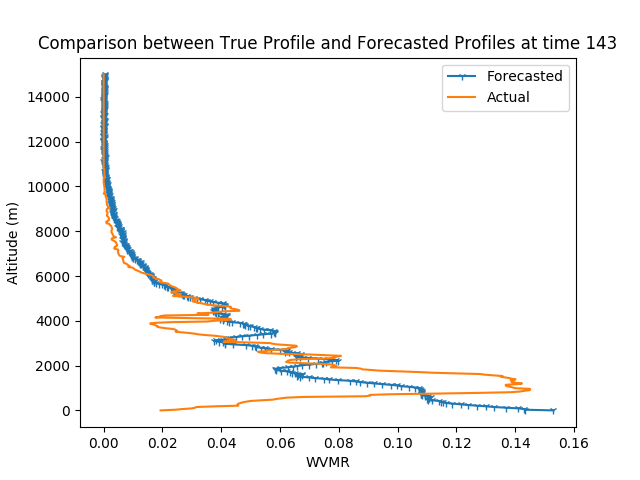 Comparison between True Profile and Forecasted Profiles at time 143
Forecasted
Actual
Altitude (m)
14000
12000
10000
8000
6000
4000
2000
0
0.00 0.02 0.04 0.06 0.08 0.10 0.12 0.14 0.16
WVMR